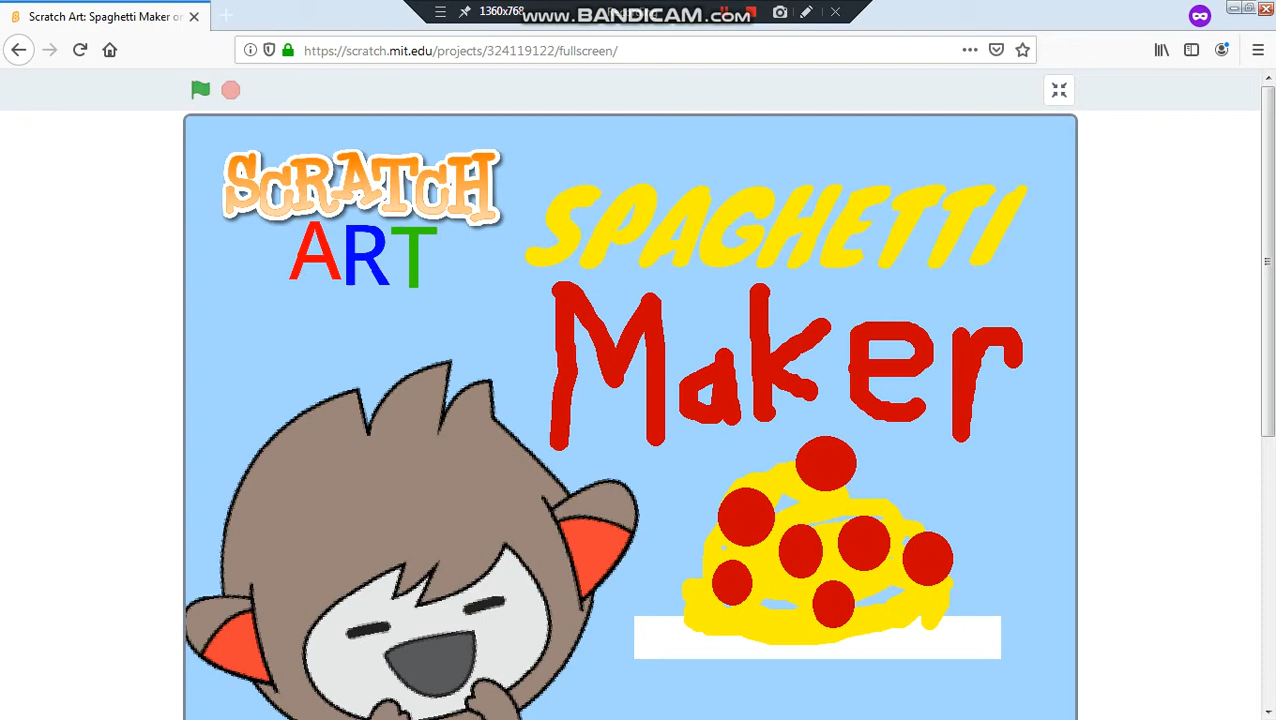 Scratch Art: Spaghetti Maker or
1360x768
www.BANDICAM.com
https://scratch.mit.edu/projects/324119122/fullscreen/
SCRATCH
ART
SPAGHETTI
Maker